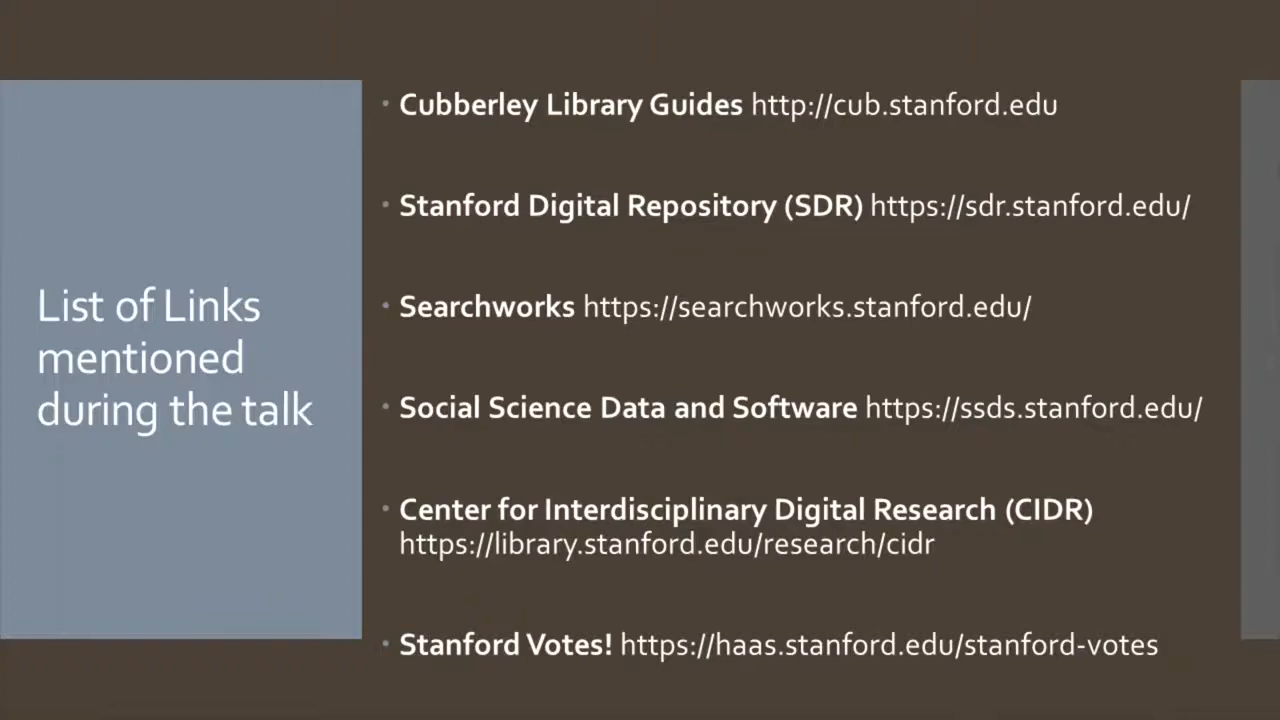 List of Links
mentioned
during the talk
Cubberley Library Guides http://cub.stanford.edu
Stanford Digital Repository (SDR) https://sdr.stanford.edu/
Searchworks https://searchworks.stanford.edu/
Social Science Data and Software https://ssds.stanford.edu/
Center for Interdisciplinary Digital Research (CIDR)
https://library.stanford.edu/research/cidr
Stanford Votes! https://haas.stanford.edu/stanford-votes